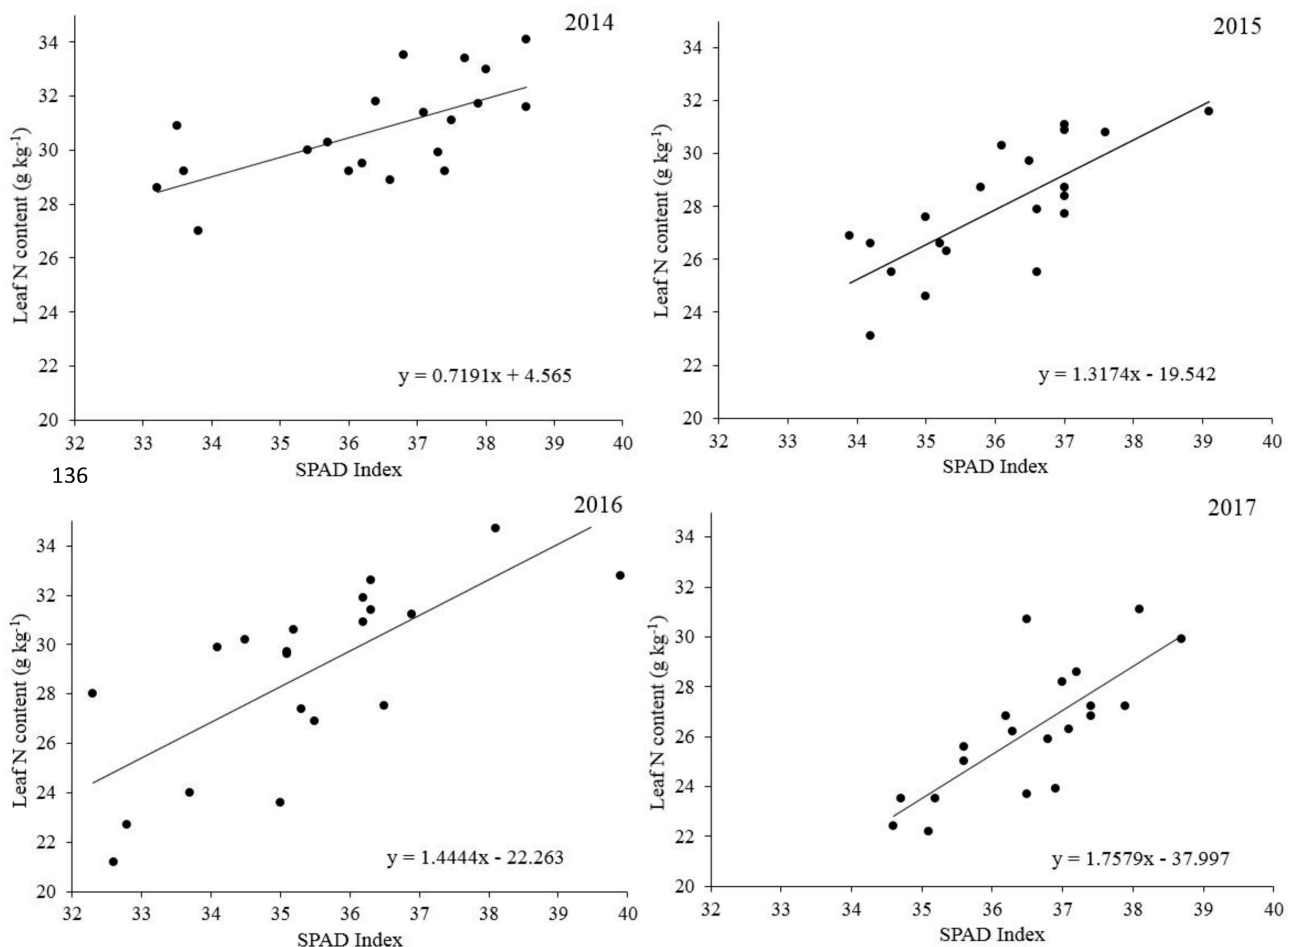 2014
34
32
30
28
26
24
22
20
Leaf N content (g kg-1)
y = 0.7191x + 4.565
32 33 34 35 36 37 38 39 40
SPAD Index
2015
34
32
30
28
26
24
22
20
Leaf N content (g kg-1)
y = 1.3174x - 19.542
32 33 34 35 36 37 38 39 40
SPAD Index
136
2016
34
32
30
28
26
24
22
20
Leaf N content (g kg-1)
y = 1.4444x - 22.263
32 33 34 35 36 37 38 39 40
SPAD Index
2017
34
32
30
28
26
24
22
20
Leaf N content (g kg-1)
y = 1.7579x - 37.997
32 33 34 35 36 37 38 39 40
SPAD Index